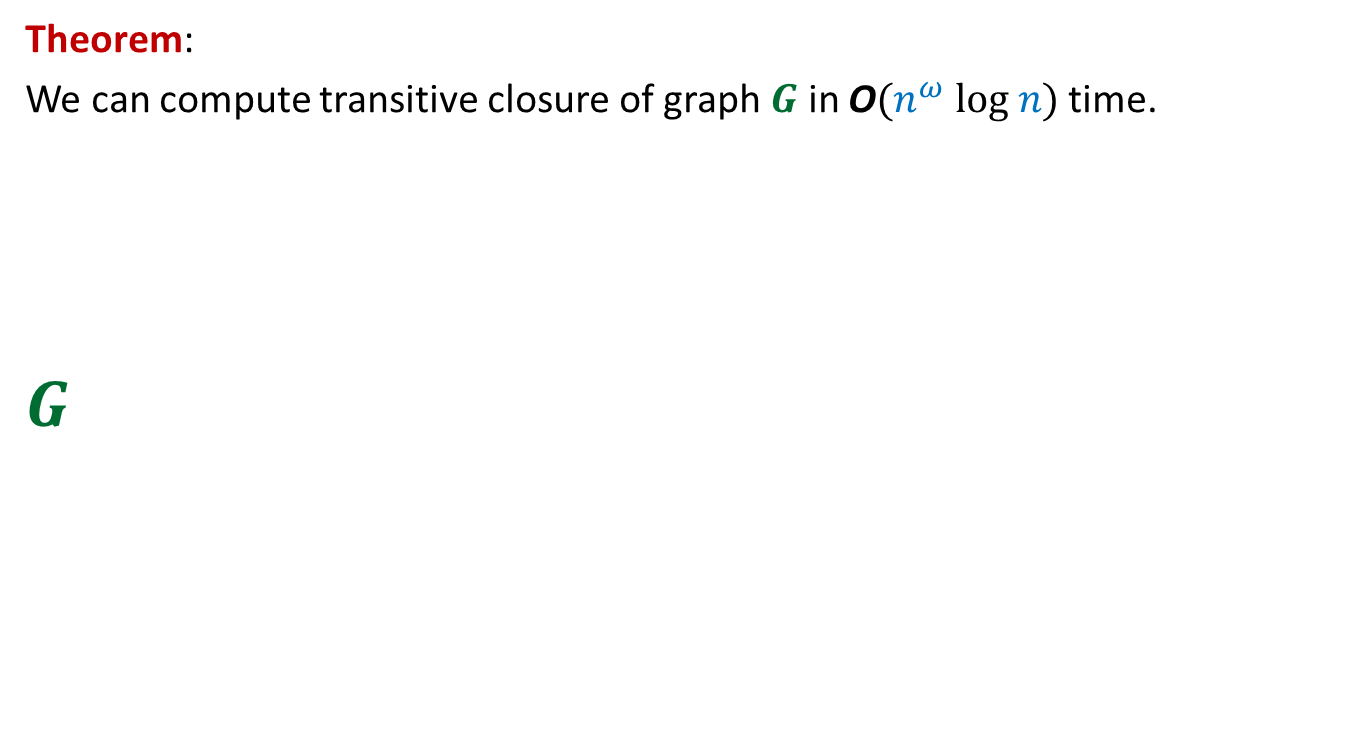 Theorem:
We can compute transitive closure of graph G in O(n^ω log n) time.
G